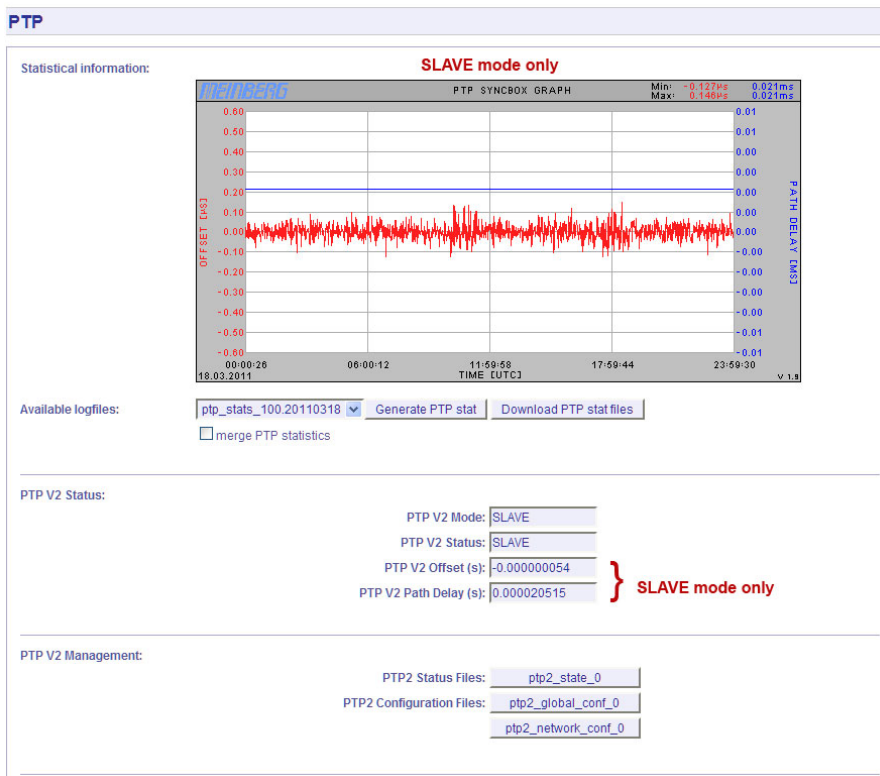 PTP
Statistical information:
SLAVE mode only
MEINBERG PTP SYNCBOX GRAPH Min: -0.127µs 0.021ms
Max: 0.146µs 0.021ms
0.60 0.01
0.50 0.00
0.40 0.00
0.30 0.00
0.20 0.00
0.10 0.00
0.00 0.00
-0.10 -0.00
-0.20 -0.00
-0.30 -0.00
-0.40 -0.00
-0.50 -0.01
-0.60 -0.01
OFFSET [µS]
PATH DELAY [MS]
00:00:26 06:00:12 11:59:58 17:59:44 23:59:30
18.03.2011 TIME [UTC]
Available logfiles: ptp_stats_100.20110318 Generate PTP stat Download PTP stat files
merge PTP statistics
PTP V2 Status:
PTP V2 Mode: SLAVE
PTP V2 Status: SLAVE
PTP V2 Offset (s): -0.000000054
PTP V2 Path Delay (s): 0.000020515
} SLAVE mode only
PTP V2 Management:
PTP2 Status Files: ptp2_state_0
PTP2 Configuration Files: ptp2_global_conf_0
ptp2_network_conf_0